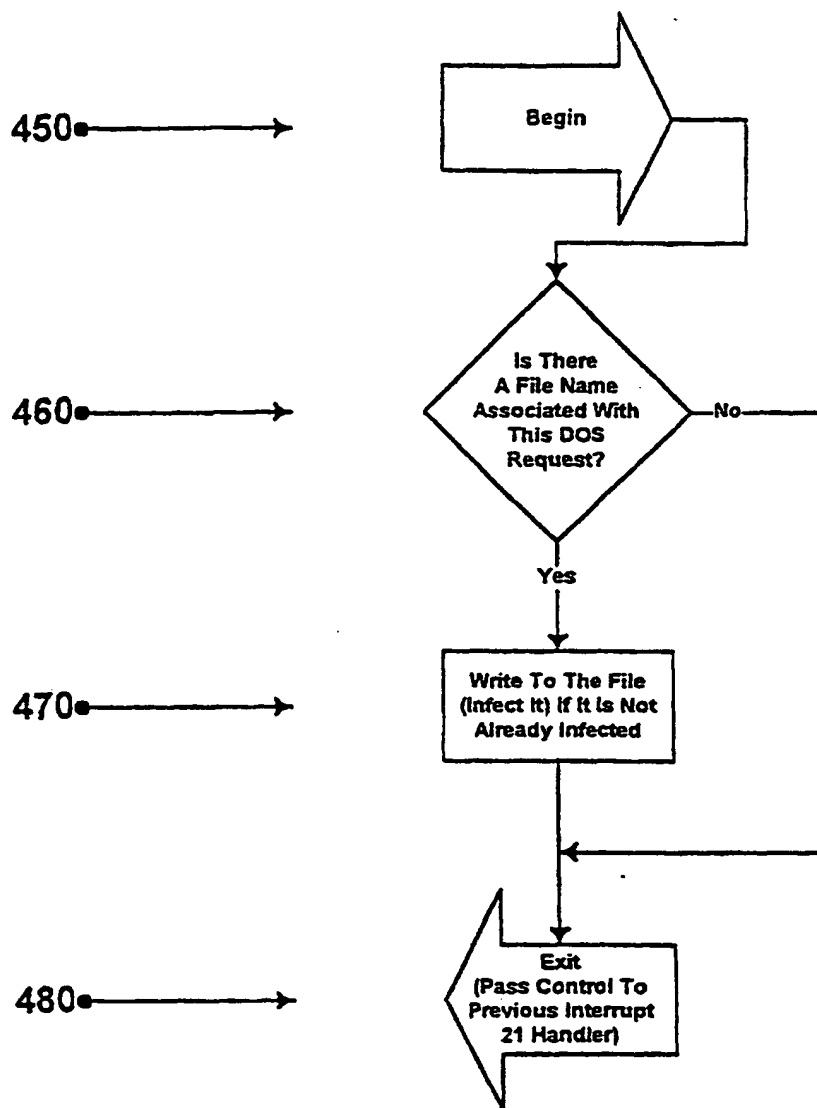 450
Begin
460
Is There
A File Name
Associated With
This DOS
Request?
No
Yes
470
Write To The File
(Infect It) If It Is Not
Already Infected
480
Exit
(Pass Control To
Previous Interrupt
21 Handler)